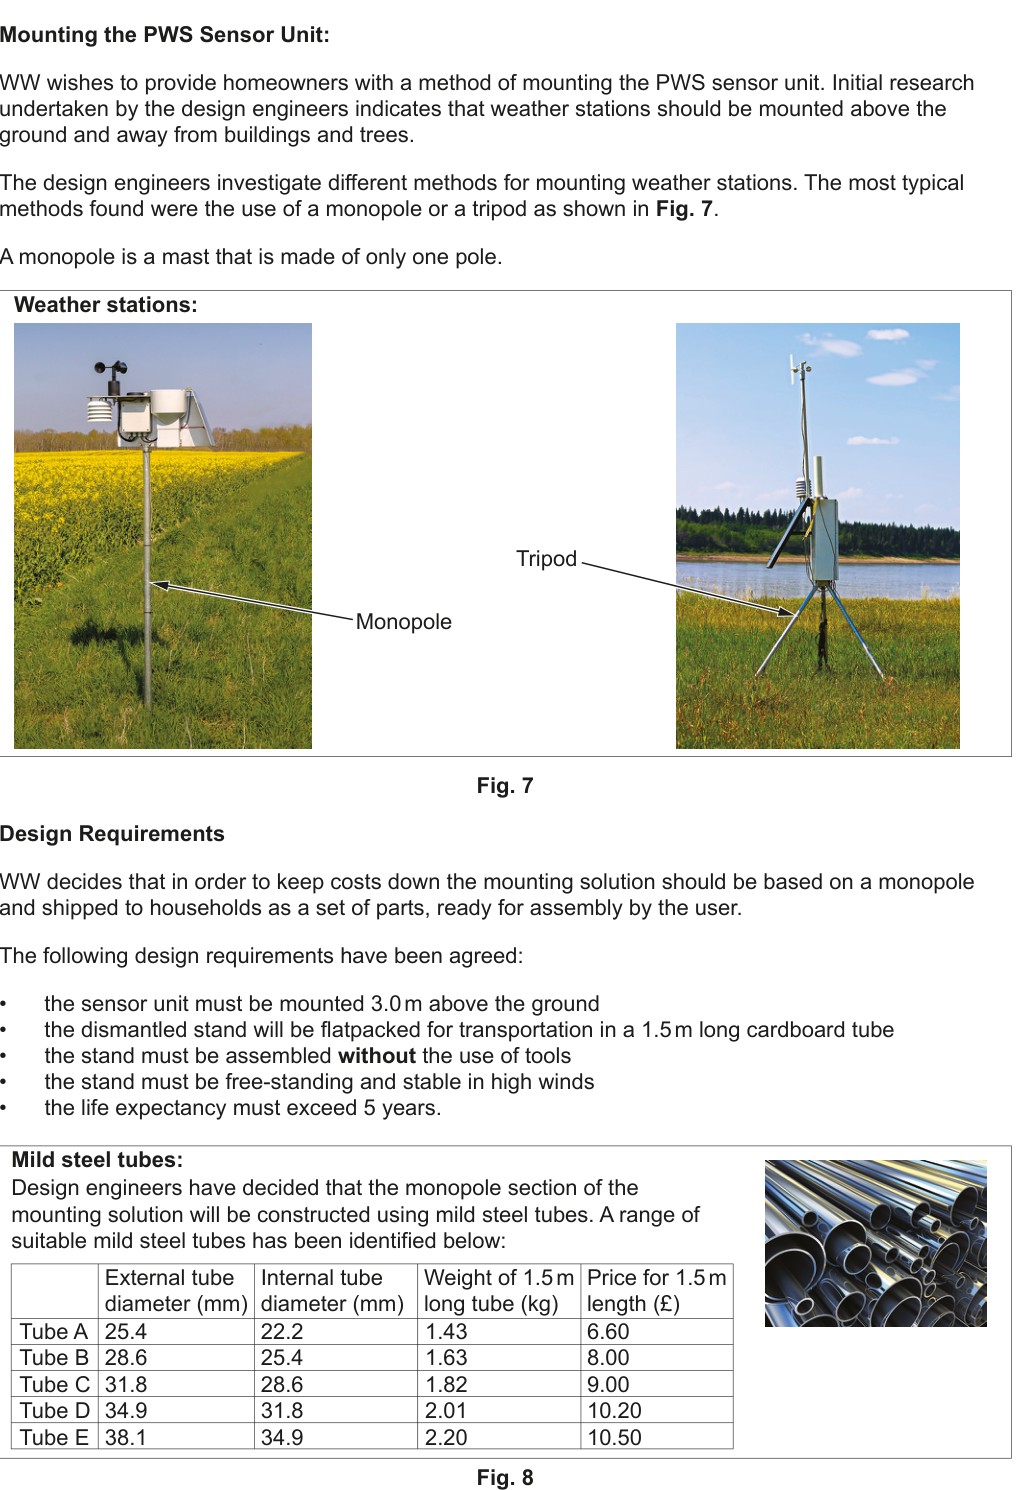 Mounting the PWS Sensor Unit:
WW wishes to provide homeowners with a method of mounting the PWS sensor unit. Initial research
undertaken by the design engineers indicates that weather stations should be mounted above the
ground and away from buildings and trees.
The design engineers investigate different methods for mounting weather stations. The most typical
methods found were the use of a monopole or a tripod as shown in Fig. 7.
A monopole is a mast that is made of only one pole.
Weather stations:
Tripod
Monopole
Fig. 7
Design Requirements
WW decides that in order to keep costs down the mounting solution should be based on a monopole
and shipped to households as a set of parts, ready for assembly by the user.
The following design requirements have been agreed:
• the sensor unit must be mounted 3.0 m above the ground
• the dismantled stand will be flatpacked for transportation in a 1.5 m long cardboard tube
• the stand must be assembled without the use of tools
• the stand must be free-standing and stable in high winds
• the life expectancy must exceed 5 years.
Mild steel tubes:
Design engineers have decided that the monopole section of the
mounting solution will be constructed using mild steel tubes. A range of
suitable mild steel tubes has been identified below:
External tube Internal tube Weight of 1.5 m Price for 1.5 m
diameter (mm) diameter (mm) long tube (kg) length (£)
Tube A 25.4 22.2 1.43 6.60
Tube B 28.6 25.4 1.63 8.00
Tube C 31.8 28.6 1.82 9.00
Tube D 34.9 31.8 2.01 10.20
Tube E 38.1 34.9 2.20 10.50
Fig. 8